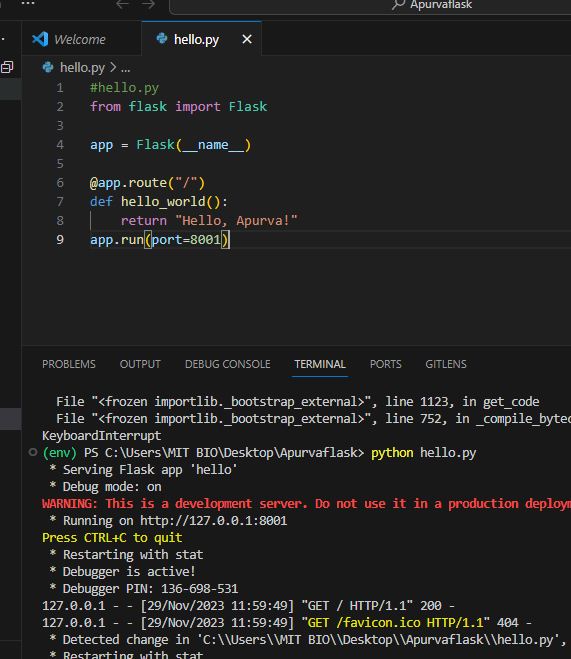 Apurvaflask
Welcome
hello.py
hello.py > ...
1 #hello.py
2 from flask import Flask
3
4 app = Flask(__name__)
5
6 @app.route("/")
7 def hello_world():
8     return "Hello, Apurva!"
9 app.run(port=8001)
PROBLEMS OUTPUT DEBUG CONSOLE TERMINAL PORTS GITLENS
File "<frozen importlib._bootstrap_external>", line 1123, in get_code
File "<frozen importlib._bootstrap_external>", line 752, in _compile_bytec
KeyboardInterrupt
(env) PS C:\Users\MIT BIO\Desktop\Apurvaflask> python hello.py
* Serving Flask app 'hello'
* Debug mode: on
WARNING: This is a development server. Do not use it in a production deploym
* Running on http://127.0.0.1:8001
Press CTRL+C to quit
* Restarting with stat
* Debugger is active!
* Debugger PIN: 136-698-531
127.0.0.1 - - [29/Nov/2023 11:59:49] "GET / HTTP/1.1" 200 -
127.0.0.1 - - [29/Nov/2023 11:59:49] "GET /favicon.ico HTTP/1.1" 404 -
* Detected change in 'C:\\Users\\MIT BIO\\Desktop\\Apurvaflask\\hello.py',
* Restarting with stat